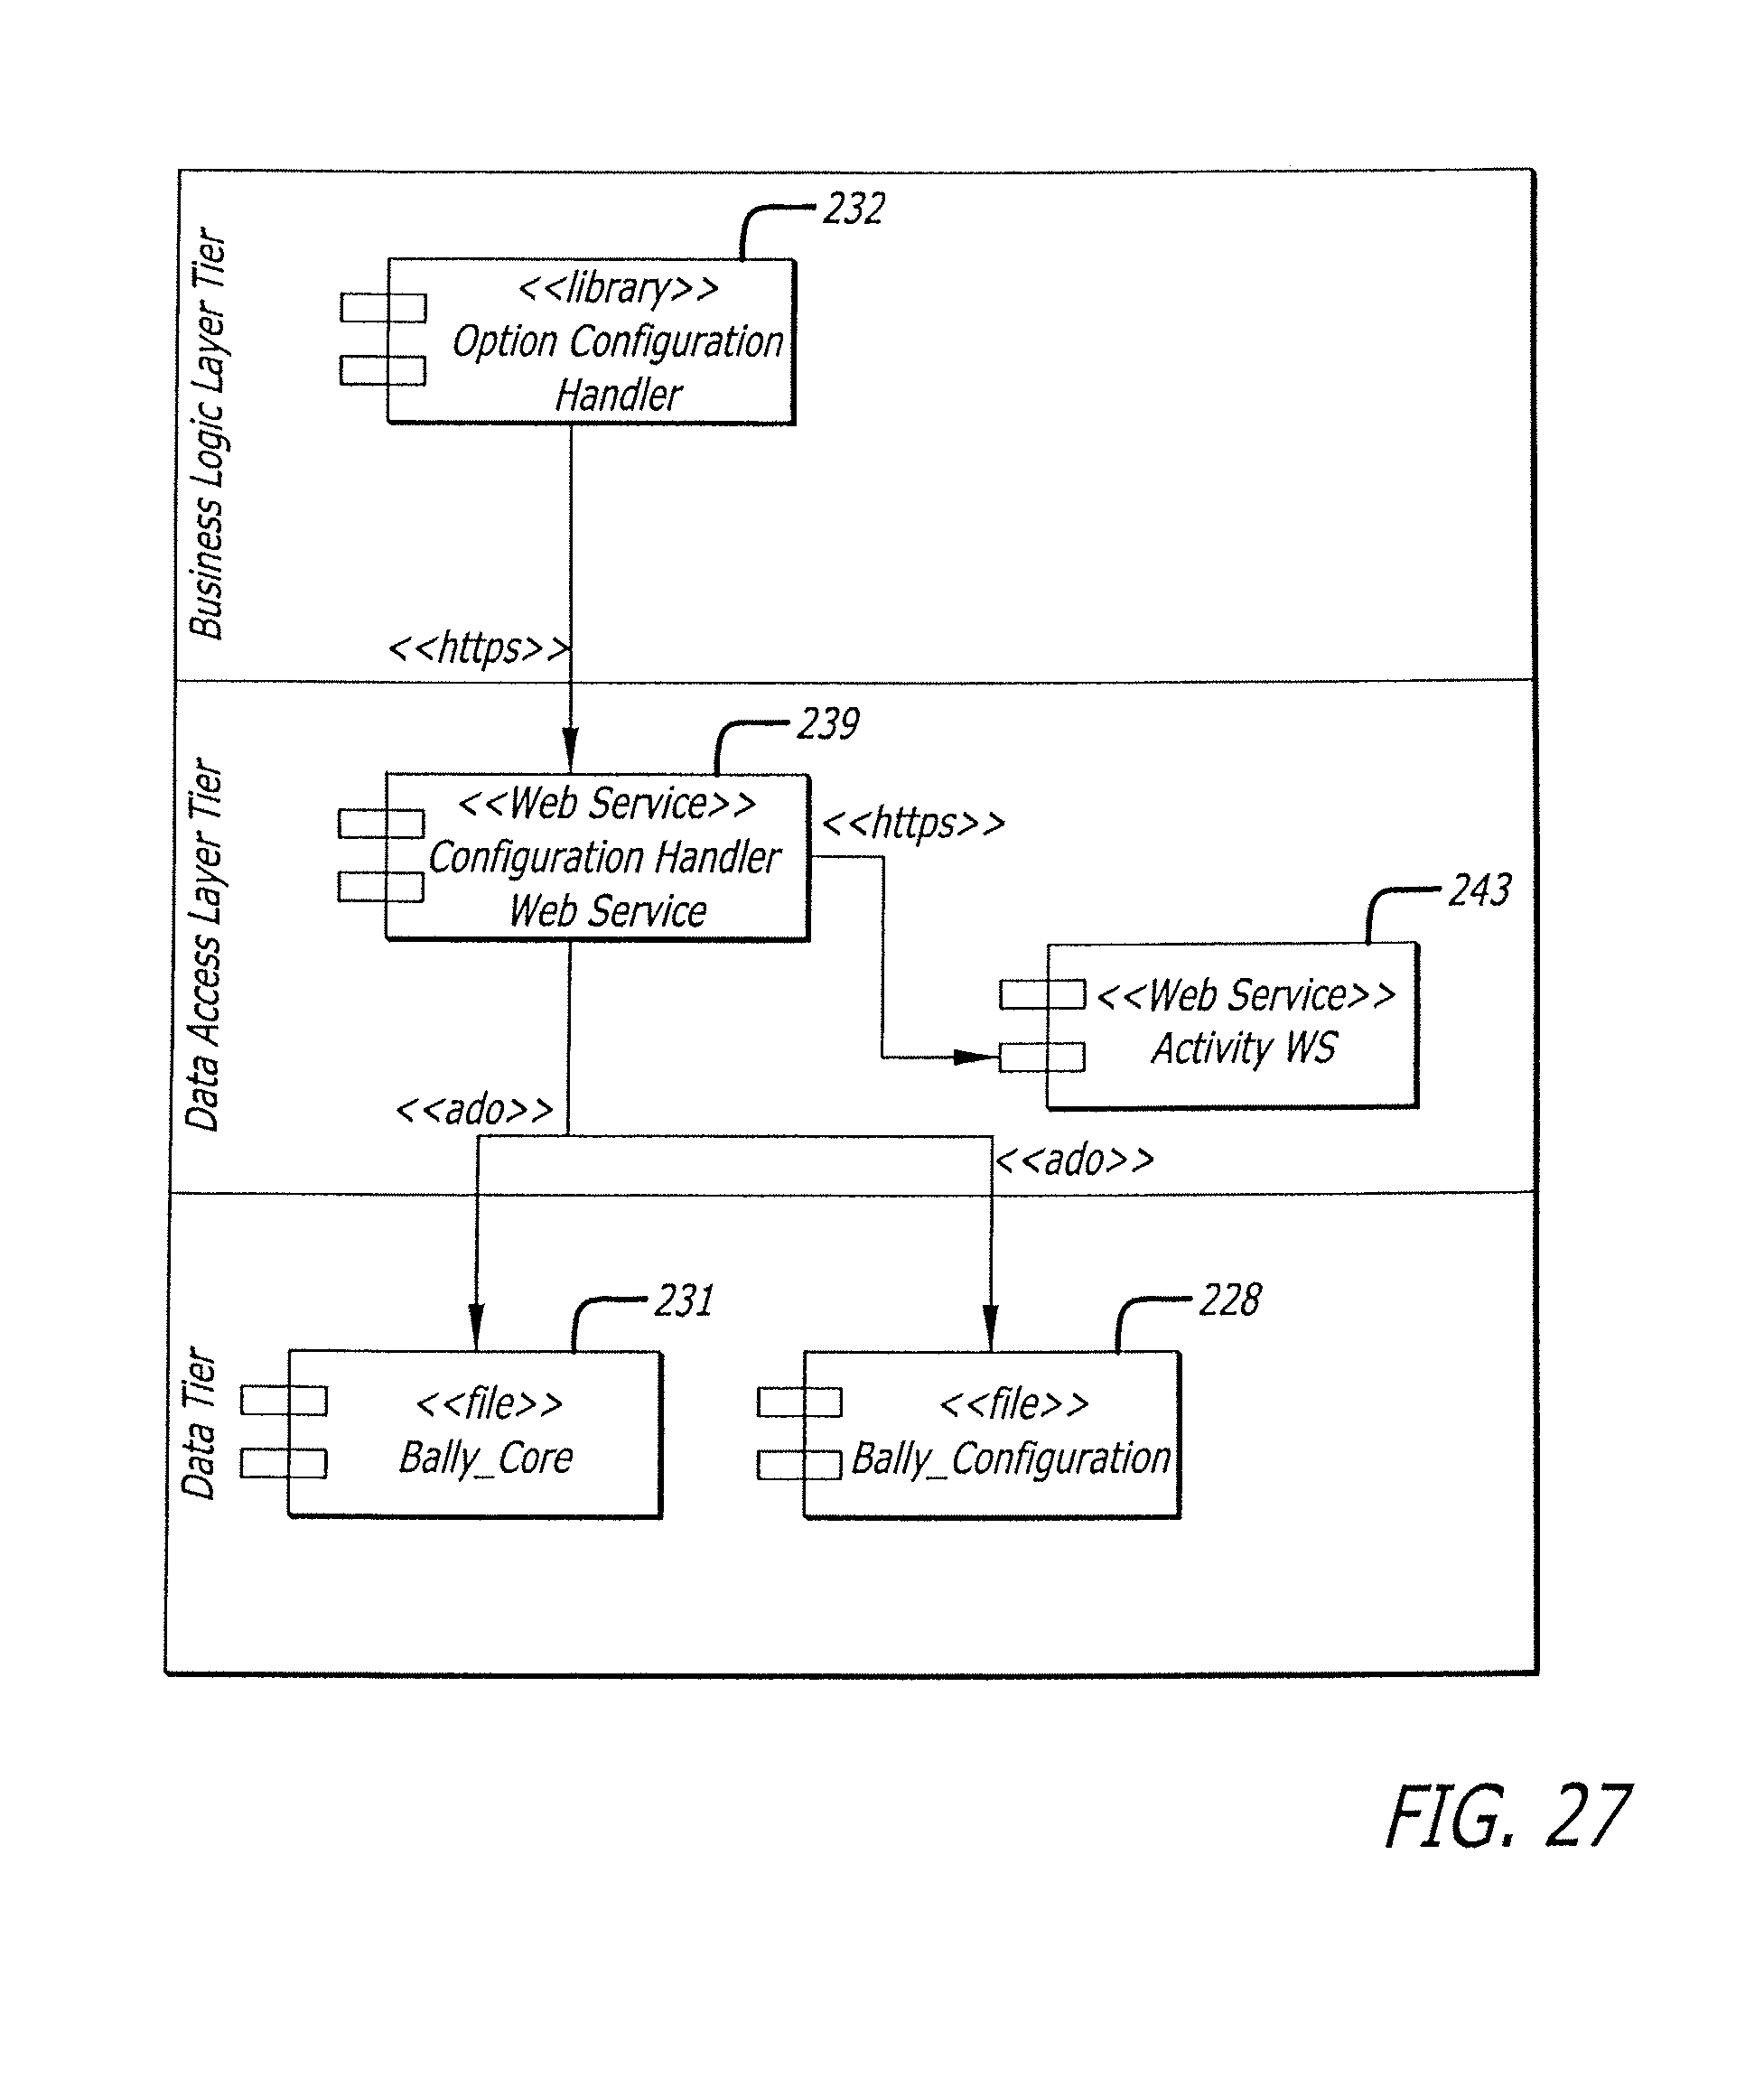 Business Logic Layer Tier
232
<<library>>
Option Configuration
Handler
<<https>>
Data Access Layer Tier
239
<<Web Service>>
Configuration Handler
Web Service
<<https>>
243
<<Web Service>>
Activity WS
<<ado>>
<<ado>>
Data Tier
231
<<file>>
Bally_Core
228
<<file>>
Bally_Configuration
FIG. 27